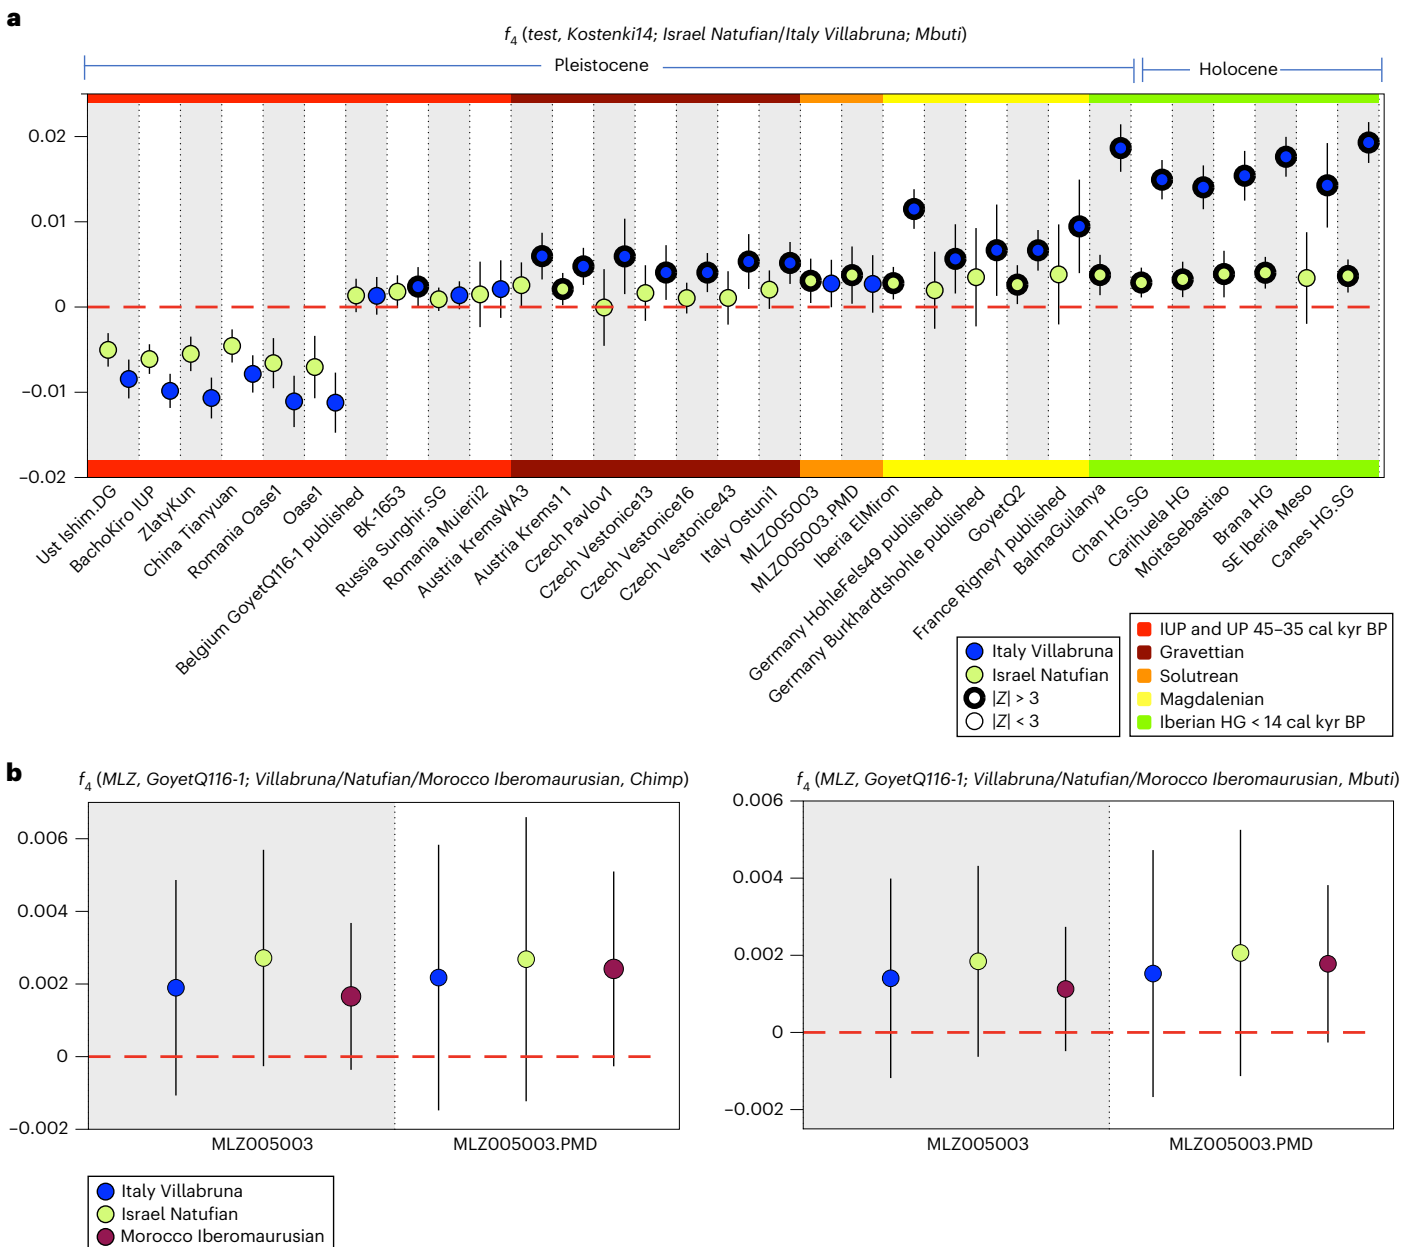 a
f4 (test, Kostenki14; Israel Natufian/Italy Villabruna; Mbuti)
Pleistocene
Holocene
0.02
0.01
0
–0.01
–0.02
Ust Ishim.DG
BachoKiro IUP
ZlatyKun
China Tianyuan
Romania Oase1
Oase1
Belgium GoyetQ116-1 published
BK-1653
Russia Sunghir.SG
Romania Muierii2
Austria KremsWA3
Austria Krems11
Czech Pavlov1
Czech Vestonice13
Czech Vestonice16
Czech Vestonice43
Italy Ostuni1
MLZ005003
MLZ005003.PMD
Iberia ElMiron
Germany HohleFels49 published
Germany Burkhardtshohle published
GoyetQ2
France Rigney1 published
BalmaGuilanya
Chan HG.SG
Carihuela HG
MoitaSebastiao
Brana HG
SE Iberia Meso
Canes HG.SG
Italy Villabruna
Israel Natufian
|Z| > 3
|Z| < 3
IUP and UP 45–35 cal kyr BP
Gravettian
Solutrean
Magdalenian
Iberian HG < 14 cal kyr BP
b
f4 (MLZ, GoyetQ116-1; Villabruna/Natufian/Morocco Iberomaurusian, Chimp)
0.006
0.004
0.002
0
–0.002
MLZ005003
MLZ005003.PMD
f4 (MLZ, GoyetQ116-1; Villabruna/Natufian/Morocco Iberomaurusian, Mbuti)
0.006
0.004
0.002
0
–0.002
MLZ005003
MLZ005003.PMD
Italy Villabruna
Israel Natufian
Morocco Iberomaurusian